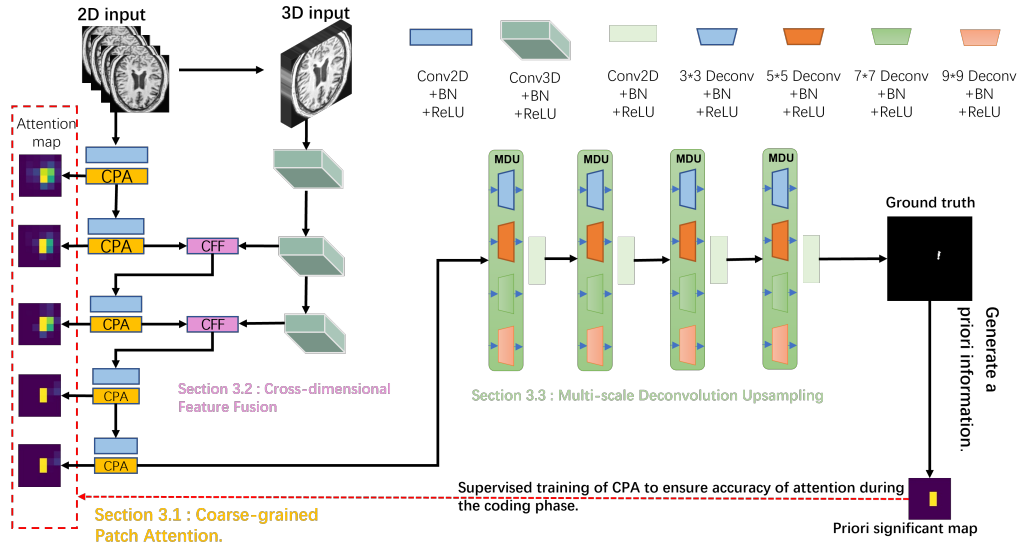 2D input
3D input
Conv2D
+BN
+ReLU
Conv3D
+BN
+ReLU
Conv2D
+BN
+ReLU
3*3 Deconv
+BN
+ReLU
5*5 Deconv
+BN
+ReLU
7*7 Deconv
+BN
+ReLU
9*9 Deconv
+BN
+ReLU
Attention
map
CPA
CPA
CFF
CPA
CFF
CPA
CPA
MDU
MDU
MDU
MDU
Ground truth
Generate a
priori information.
Section 3.2 : Cross-dimensional
Feature Fusion
Section 3.3 : Multi-scale Deconvolution Upsampling
Supervised training of CPA to ensure accuracy of attention during
the coding phase.
Section 3.1 : Coarse-grained
Patch Attention.
Priori significant map